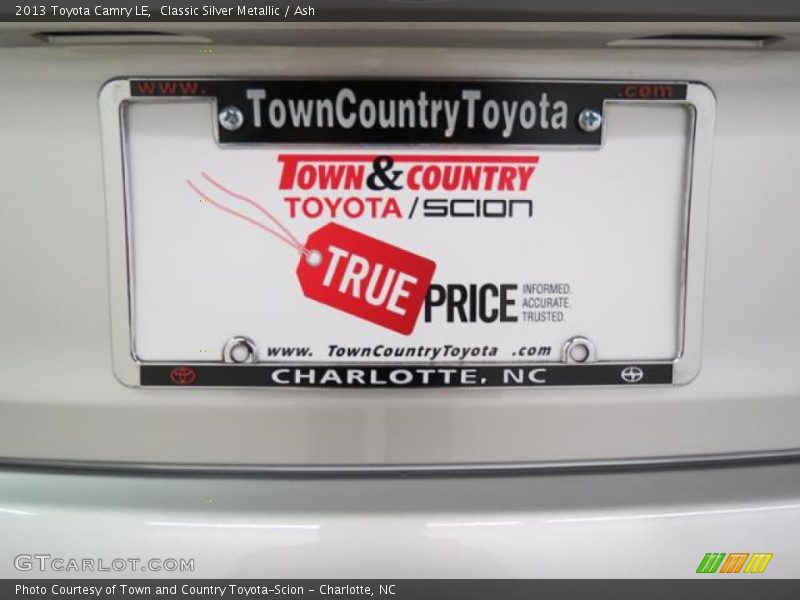 2013 Toyota Camry LE, Classic Silver Metallic / Ash
www. .com
TownCountryToyota
TOWN & COUNTRY
TOYOTA / SCION
TRUE
PRICE
INFORMED.
ACCURATE.
TRUSTED.
www. TownCountryToyota .com
CHARLOTTE, NC
GTCARLOT.COM
Photo Courtesy of Town and Country Toyota-Scion - Charlotte, NC